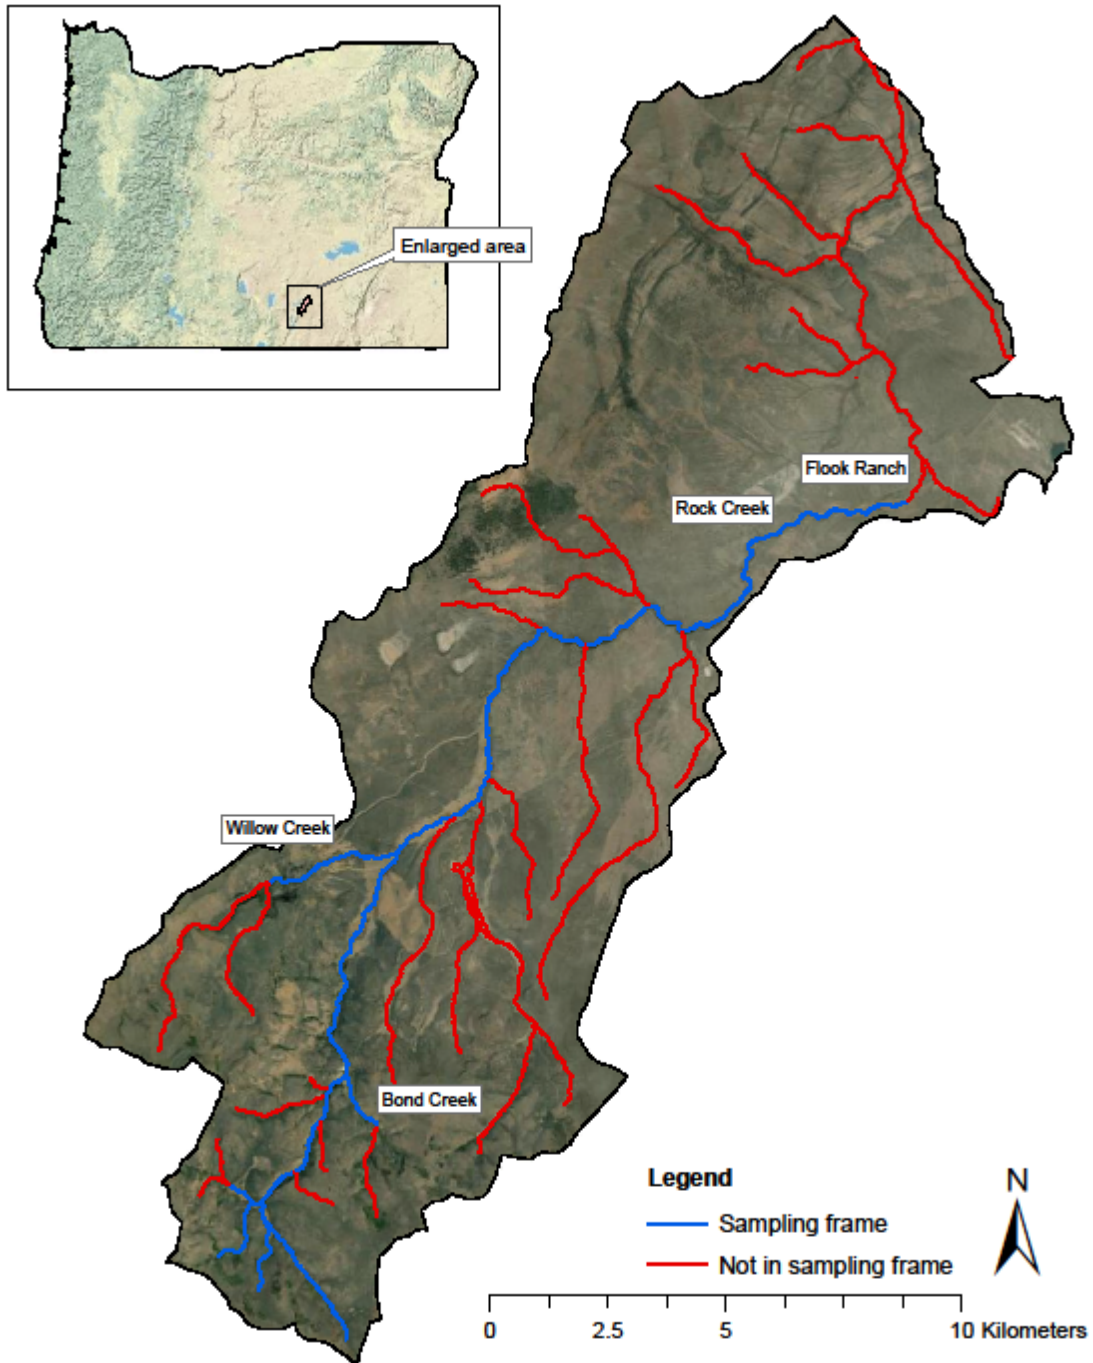 Enlarged area
Flook Ranch
Rock Creek
Willow Creek
Bond Creek
Legend
Sampling frame
Not in sampling frame
N
0 2.5 5 10 Kilometers